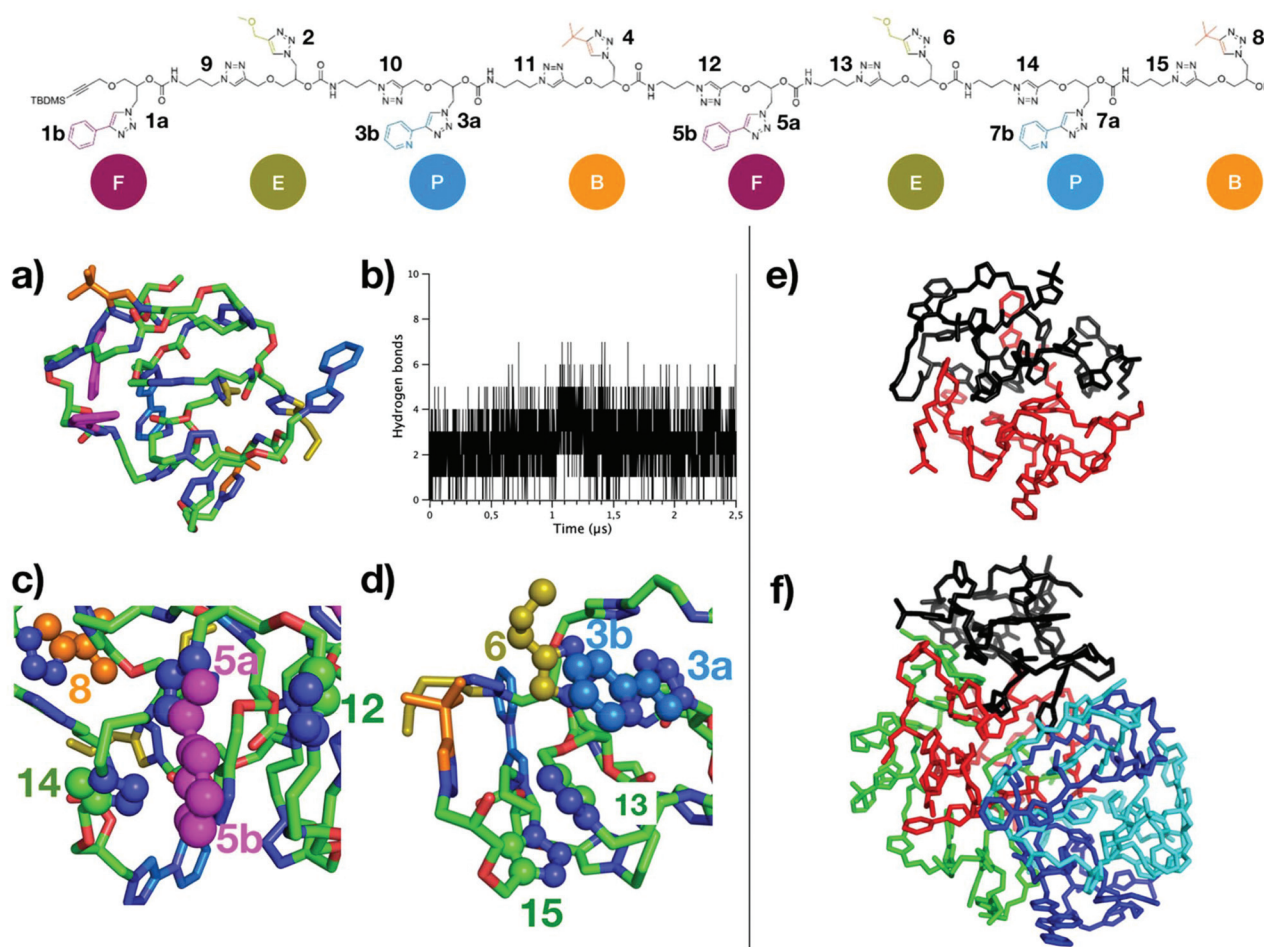 2 4 6 8
9 10 11 12 13 14 15
TBDMS
1b 1a 3b 3a 5b 5a 7b 7a
F E P B F E P B
a) b) e)
10
8
6
4
2
0
Hydrogen bonds
0 0,5 1 1,5 2 2,5
Time (µs)
c) d) f)
5a 8 12 14 5b
6 3b 3a 13 15